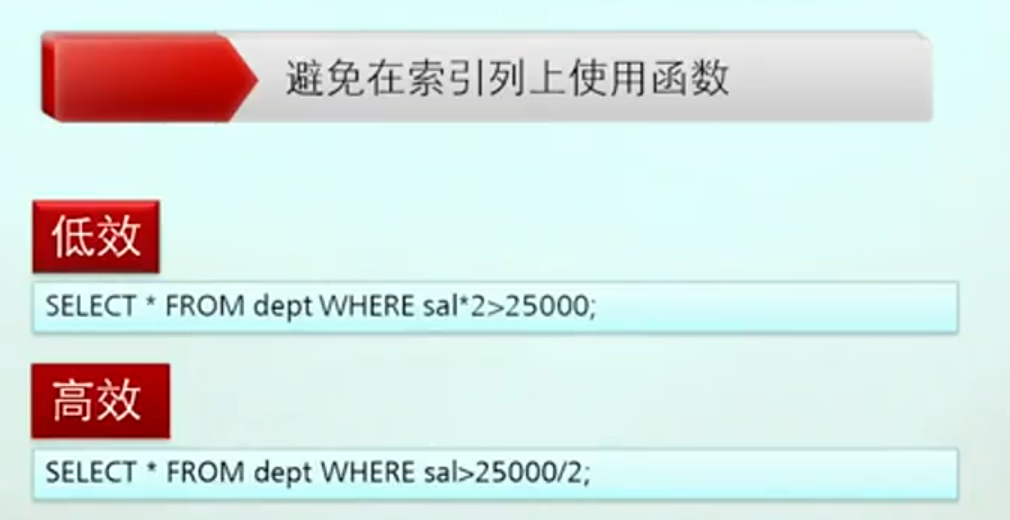 避免在索引列上使用函数
低效
SELECT * FROM dept WHERE sal*2>25000;
高效
SELECT * FROM dept WHERE sal>25000/2;